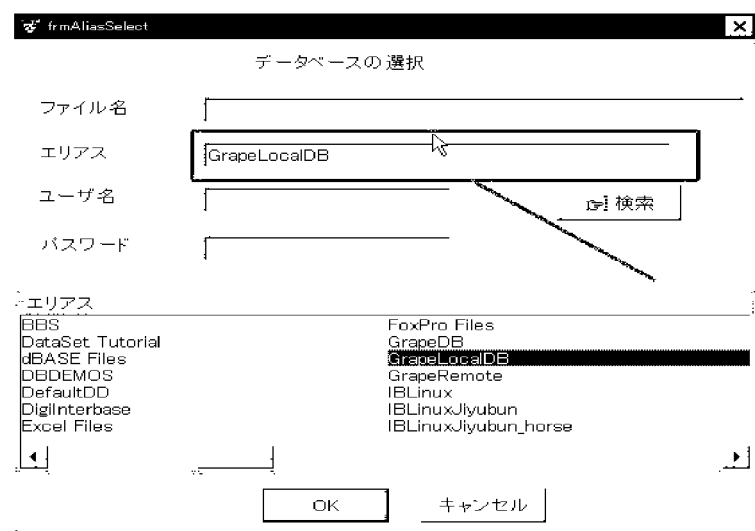 frmAliasSelect
データベースの選択
ファイル名
エリアス
GrapeLocalDB
ユーザ名
検索
パスワード
エリアス
BBS
DataSet Tutorial
dBASE Files
DBDEMOS
DefaultDD
DigiInterbase
Excel Files
FoxPro Files
GrapeDB
GrapeLocalDB
GrapeRemote
IBLinux
IBLinuxJiyubun
IBLinuxJiyubun_horse
OK
キャンセル